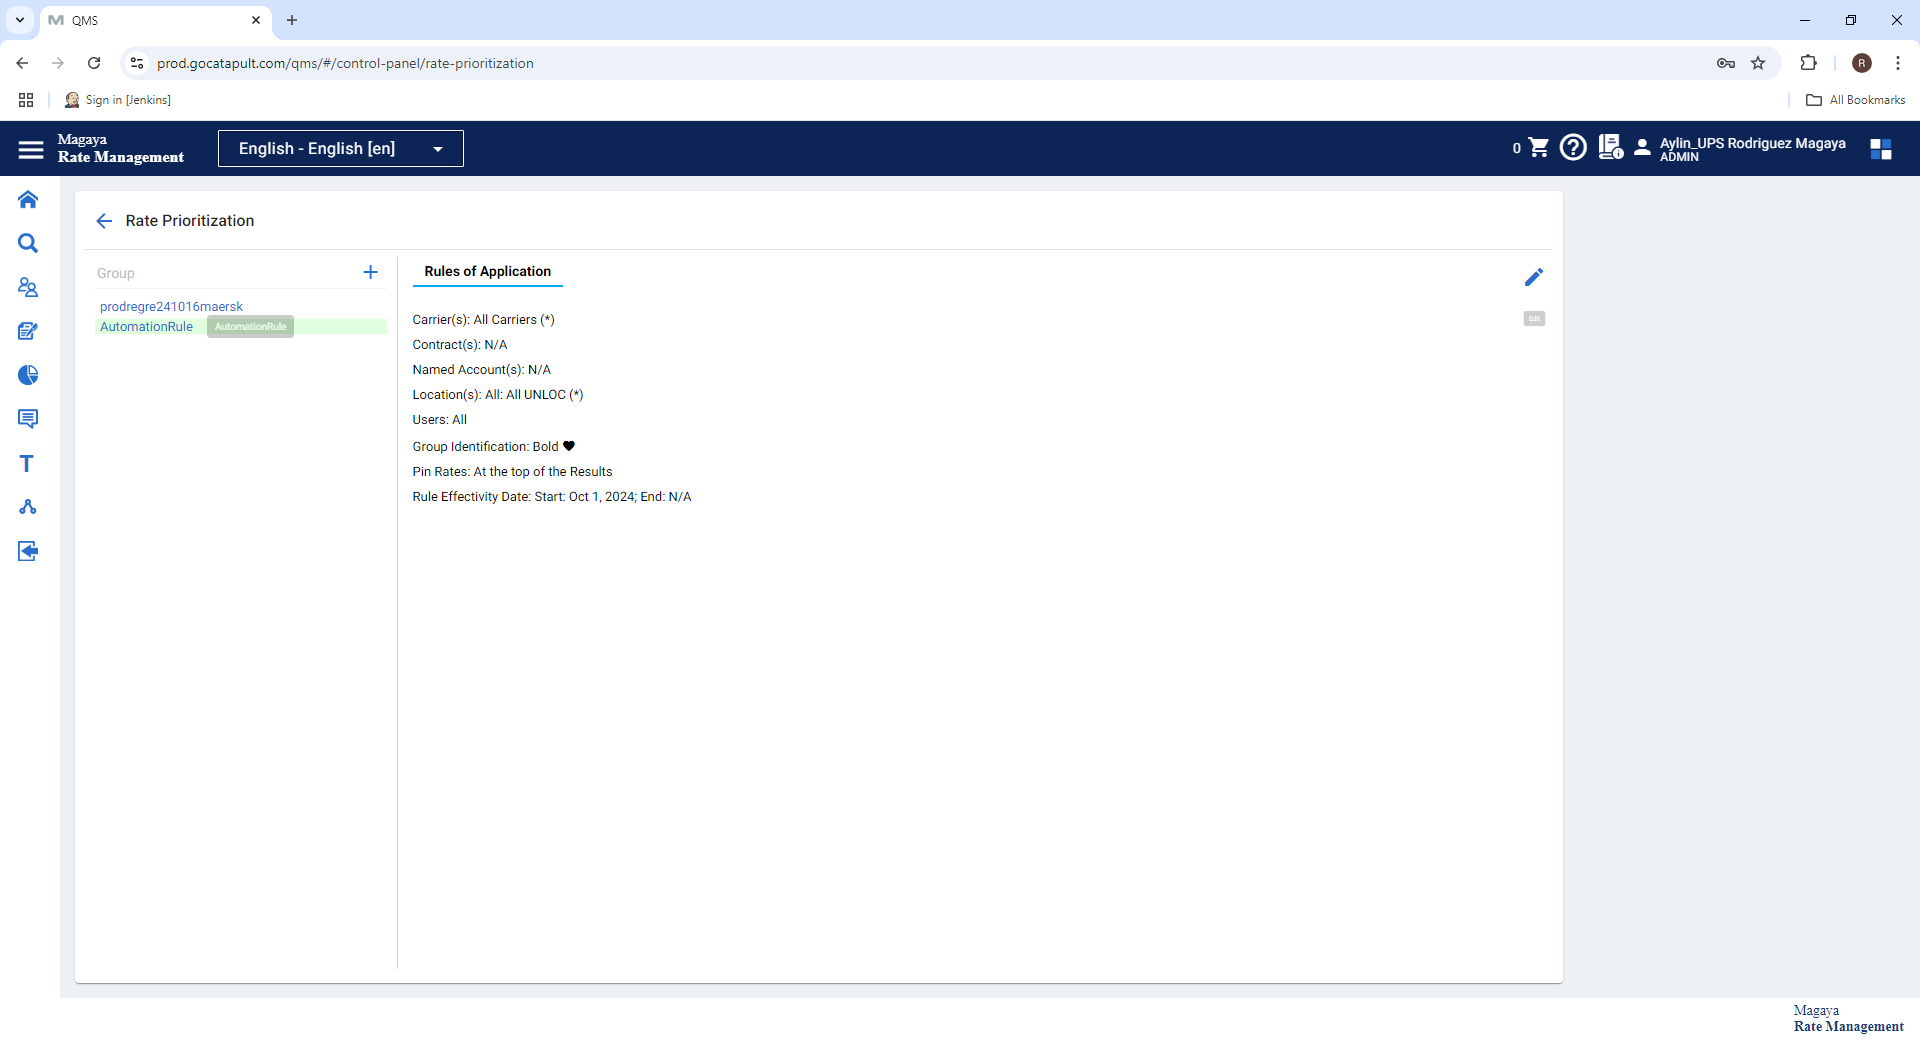 QMS
prod.gocatapult.com/qms/#/control-panel/rate-prioritization
R
Sign in [Jenkins]
All Bookmarks
Magaya
Rate Management
English - English [en]
0
Aylin_UPS Rodriguez Magaya
ADMIN
Rate Prioritization
Group
prodregre241016maersk
AutomationRule
AutomationRule
Rules of Application
Edit
Carrier(s): All Carriers (*)
Contract(s): N/A
Named Account(s): N/A
Location(s): All: All UNLOC (*)
Users: All
Group Identification: Bold
Pin Rates: At the top of the Results
Rule Effectivity Date: Start: Oct 1, 2024; End: N/A
Magaya
Rate Management